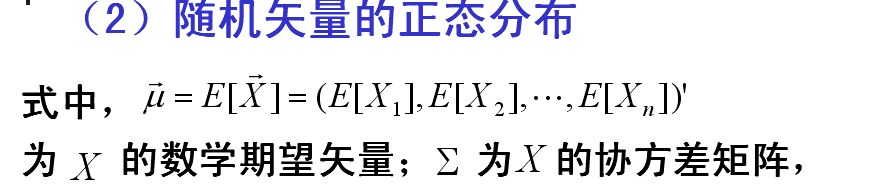 （2）随机矢量的正态分布
式中， $\vec{\mu} = E[\vec{X}] = (E[X_1], E[X_2], \cdots, E[X_n])'$
为 X 的数学期望矢量；Σ 为 X 的协方差矩阵，